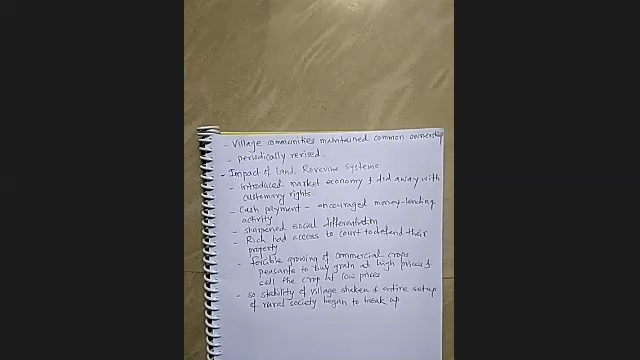 - Village communities maintained common ownership
- periodically revised.
- Impact of Land Revenue Systems
- introduced market economy & did away with
customary rights
- Cash payment - encouraged money-lending
activity
- sharpened social differentiation
- Rich had access to court to defend their
property
- forcible growing of commercial crops
peasants to buy grain at high prices &
sell the crop at low prices
- so stability of village shaken & entire setup
of rural society began to break up